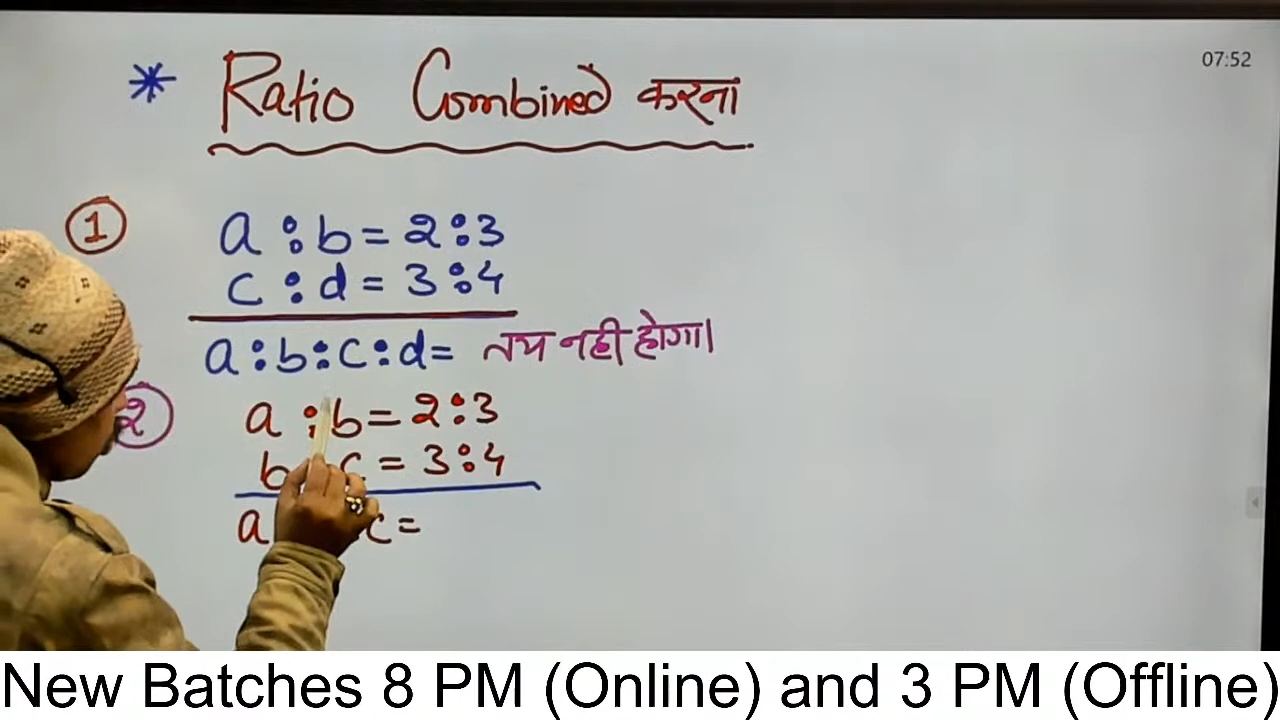 07:52
* Ratio Combined करना
1 a : b = 2 : 3
c : d = 3 : 4
a : b : c : d = तय नही होगा।
2 a : b = 2 : 3
b c = 3 : 4
a c =
New Batches 8 PM (Online) and 3 PM (Offline)